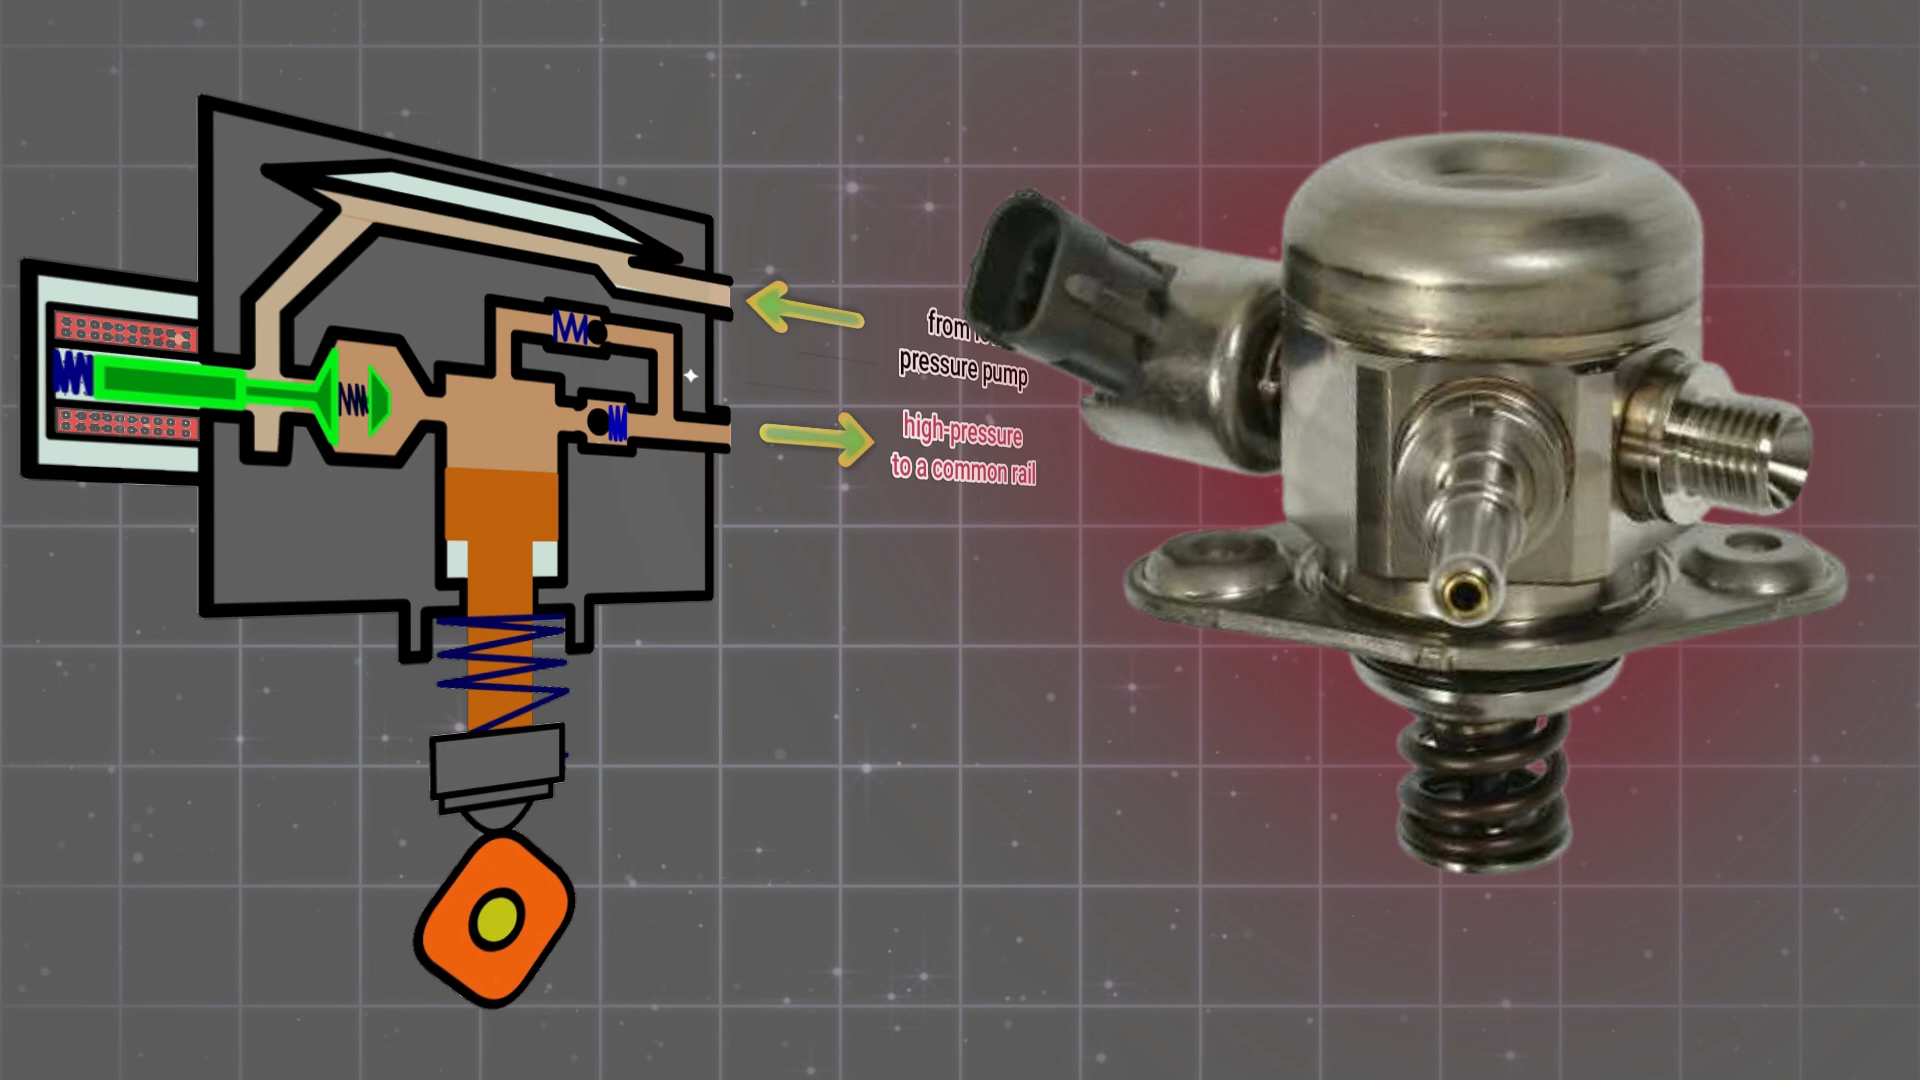 from
pressure pump
high-pressure
to a common rail